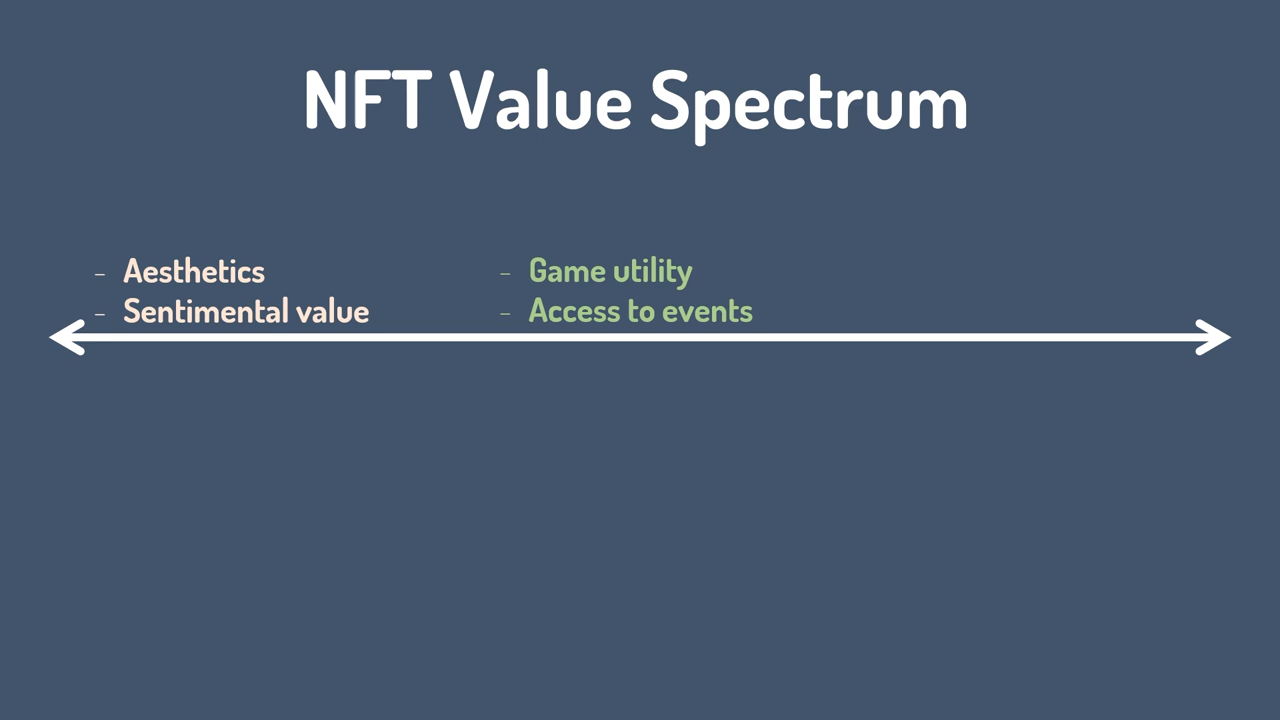 NFT Value Spectrum
– Aesthetics
– Sentimental value
– Game utility
– Access to events